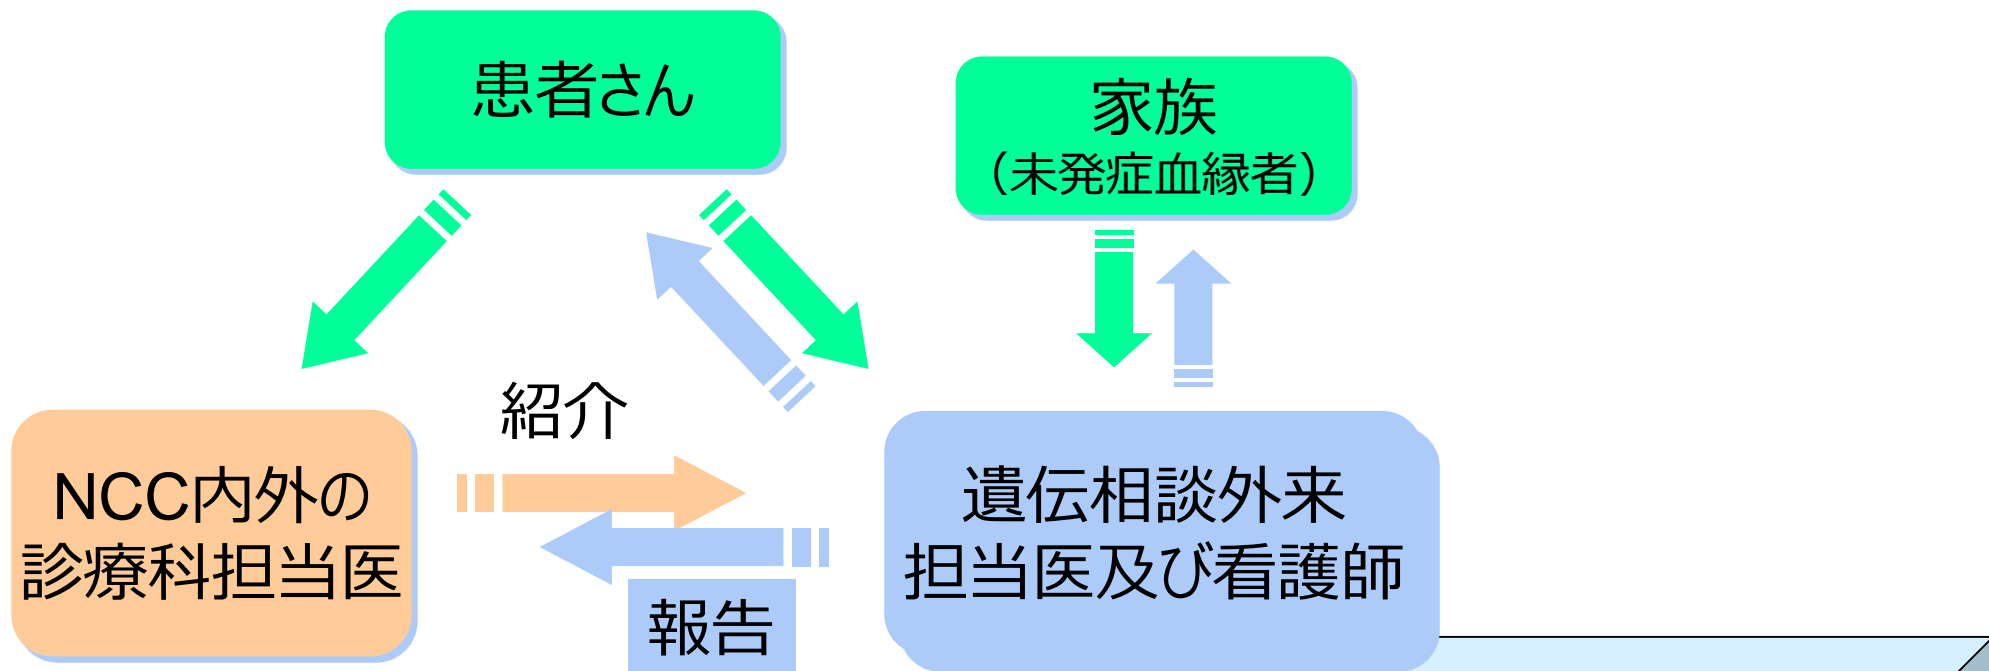 患者さん
家族
（未発症血縁者）
紹介
NCC内外の
診療科担当医
遺伝相談外来
担当医及び看護師
報告